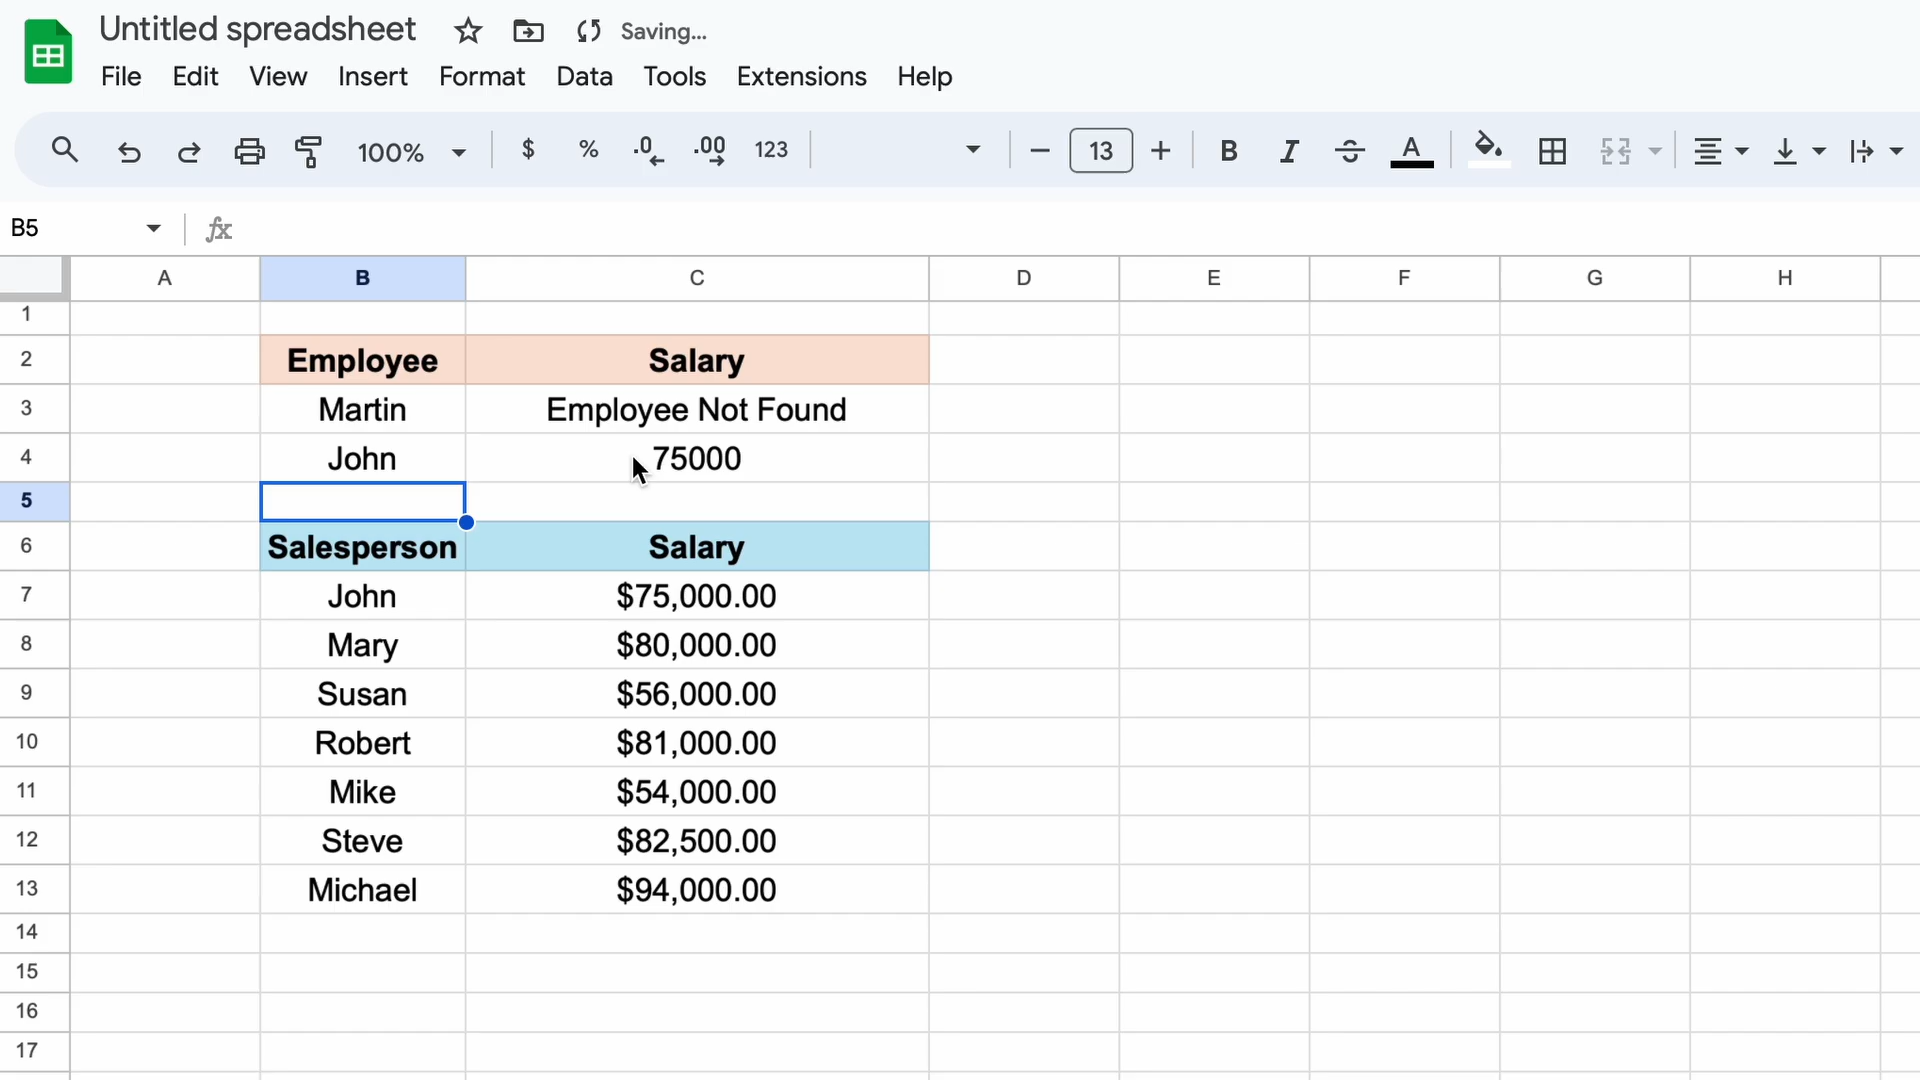 Untitled spreadsheet Saving...
File Edit View Insert Format Data Tools Extensions Help
100% $ % .0 .00 123 13 B I S A
B5 fx
A B C D E F G H
1
2 Employee Salary
3 Martin Employee Not Found
4 John 75000
5
6 Salesperson Salary
7 John $75,000.00
8 Mary $80,000.00
9 Susan $56,000.00
10 Robert $81,000.00
11 Mike $54,000.00
12 Steve $82,500.00
13 Michael $94,000.00
14
15
16
17